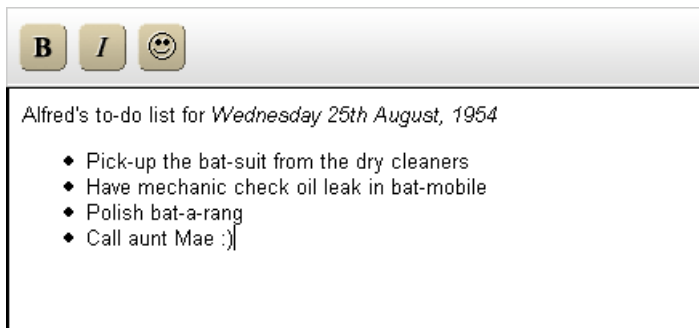 B I
Alfred's to-do list for Wednesday 25th August, 1954
Pick-up the bat-suit from the dry cleaners
Have mechanic check oil leak in bat-mobile
Polish bat-a-rang
Call aunt Mae :)